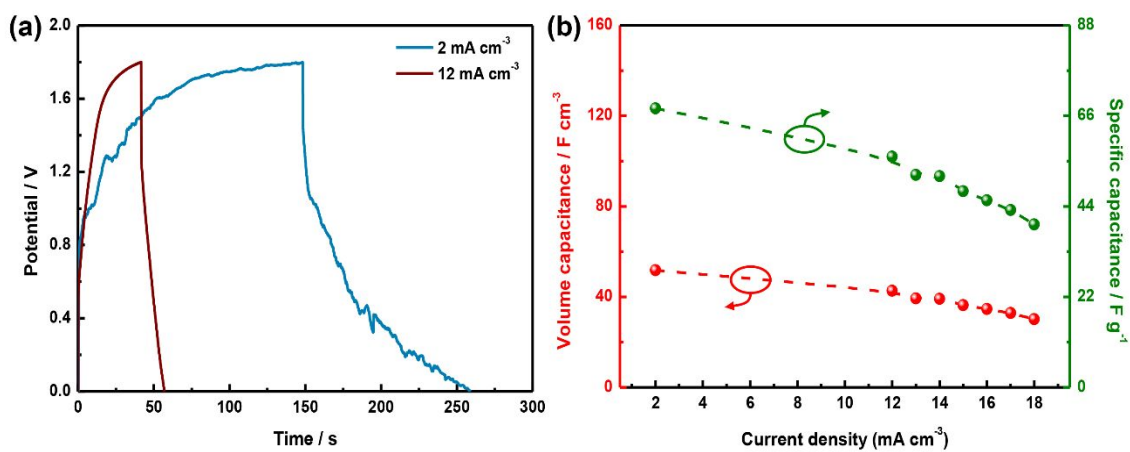 (a)
2.0
1.6
1.2
0.8
0.4
0.0
Potential / V
2 mA cm⁻³
12 mA cm⁻³
0 50 100 150 200 250 300
Time / s
(b)
160
120
80
40
0
Volume capacitance / F cm⁻³
88
66
44
22
0
Specific capacitance / F g⁻¹
2 4 6 8 10 12 14 16 18
Current density (mA cm⁻³)